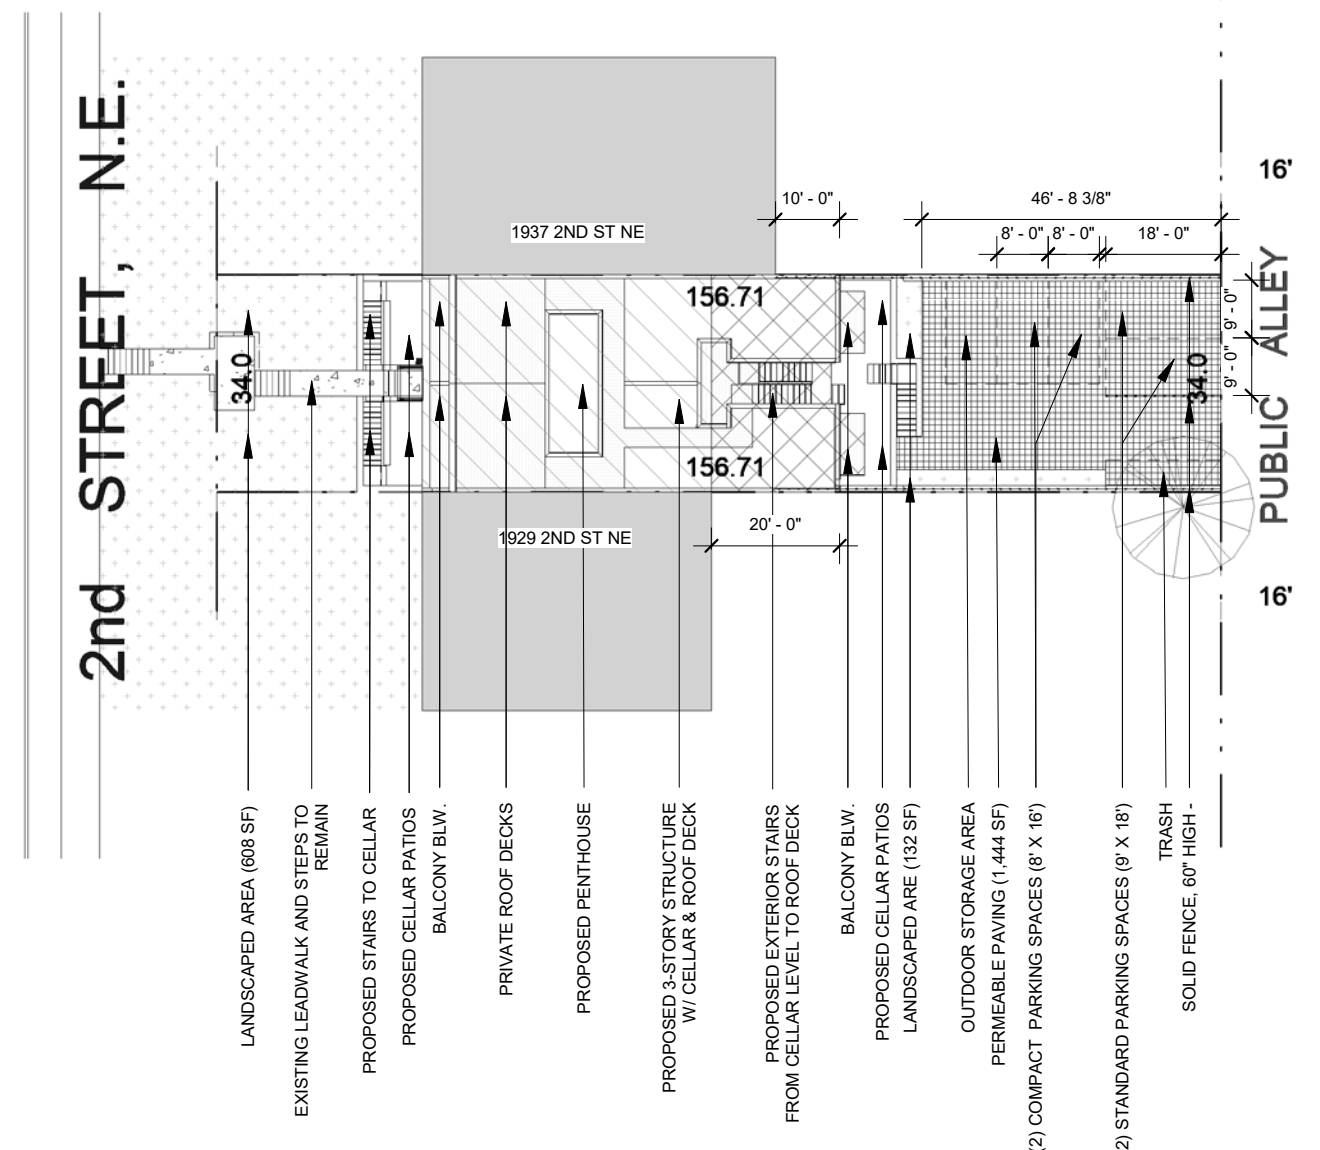 2nd STREET, N.E.
16'
10' - 0"
46' - 8 3/8"
8' - 0"
8' - 0"
18' - 0"
1937 2ND ST NE
156.71
9' - 0"
9' - 0"
34.0
34.0
PUBLIC ALLEY
156.71
20' - 0"
1929 2ND ST NE
16'
LANDSCAPED AREA (608 SF)
EXISTING LEADWALK AND STEPS TO
REMAIN
PROPOSED STAIRS TO CELLAR
PROPOSED CELLAR PATIOS
BALCONY BLW.
PRIVATE ROOF DECKS
PROPOSED PENTHOUSE
PROPOSED 3-STORY STRUCTURE
W/ CELLAR & ROOF DECK
PROPOSED EXTERIOR STAIRS
FROM CELLAR LEVEL TO ROOF DECK
BALCONY BLW.
PROPOSED CELLAR PATIOS
LANDSCAPED ARE (132 SF)
OUTDOOR STORAGE AREA
PERMEABLE PAVING (1,444 SF)
(2) COMPACT PARKING SPACES (8' X 16')
2) STANDARD PARKING SPACES (9' X 18')
TRASH
SOLID FENCE, 60" HIGH -